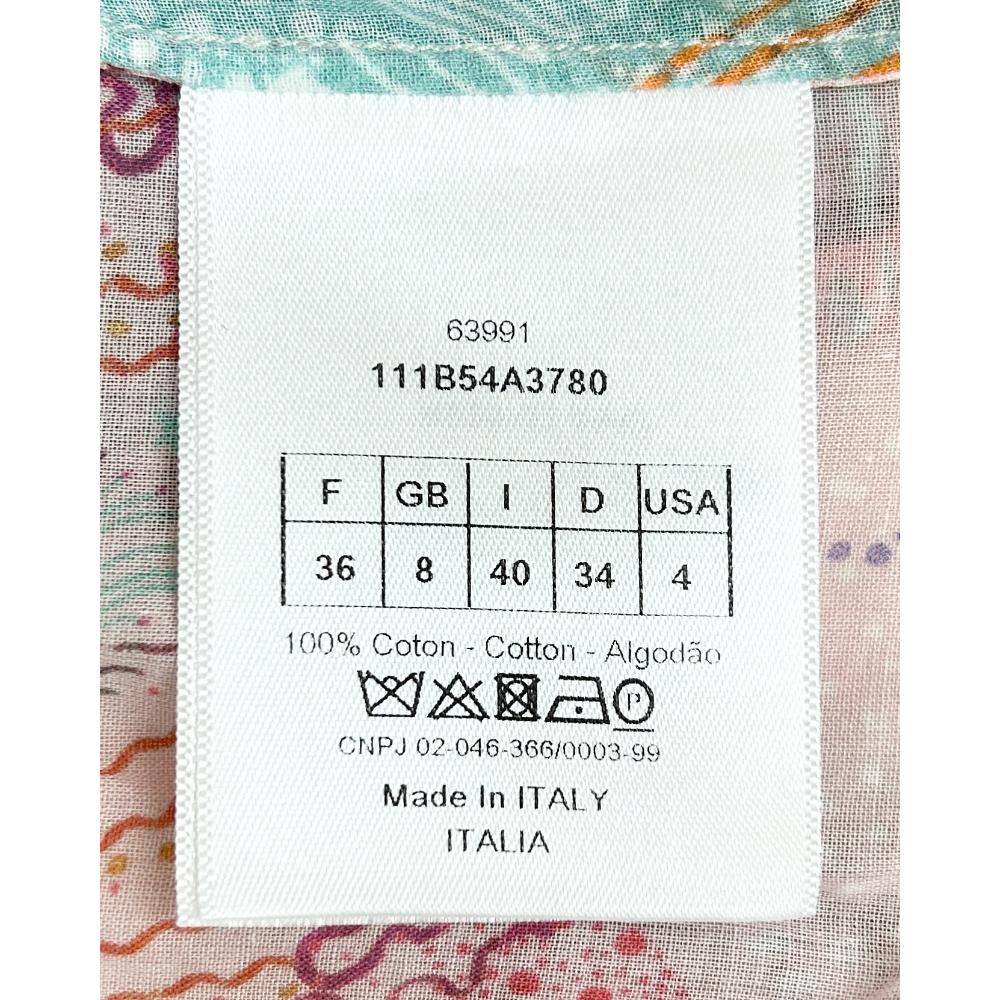 63991
111B54A3780
F GB I D USA
36 8 40 34 4
100% Coton - Cotton - Algodão
P
CNPJ 02-046-366/0003-99
Made In ITALY
ITALIA